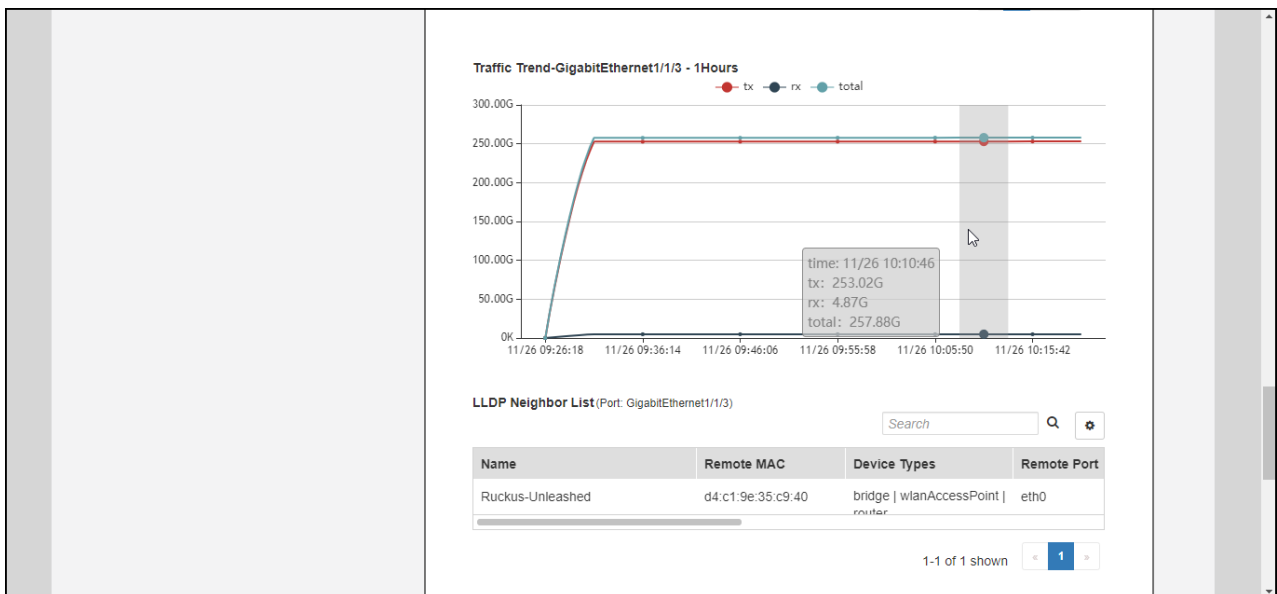 Traffic Trend-GigabitEthernet1/1/3 - 1Hours
tx rx total
300.00G
250.00G
200.00G
150.00G
100.00G
50.00G
0K
time: 11/26 10:10:46
tx: 253.02G
rx: 4.87G
total: 257.88G
11/26 09:26:18 11/26 09:36:14 11/26 09:46:06 11/26 09:55:58 11/26 10:05:50 11/26 10:15:42
LLDP Neighbor List (Port: GigabitEthernet1/1/3)
Search
Name Remote MAC Device Types Remote Port
Ruckus-Unleashed d4:c1:9e:35:c9:40 bridge | wlanAccessPoint | eth0
router
1-1 of 1 shown « 1 »